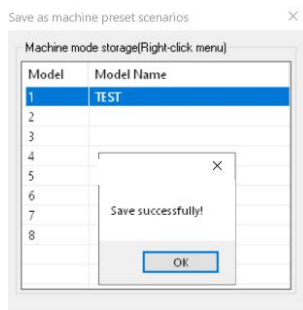 Save as machine preset scenarios
Machine mode storage(Right-click menu)
Model Model Name
1 TEST
2
3
4
5
6
7
8
Save successfully!
OK